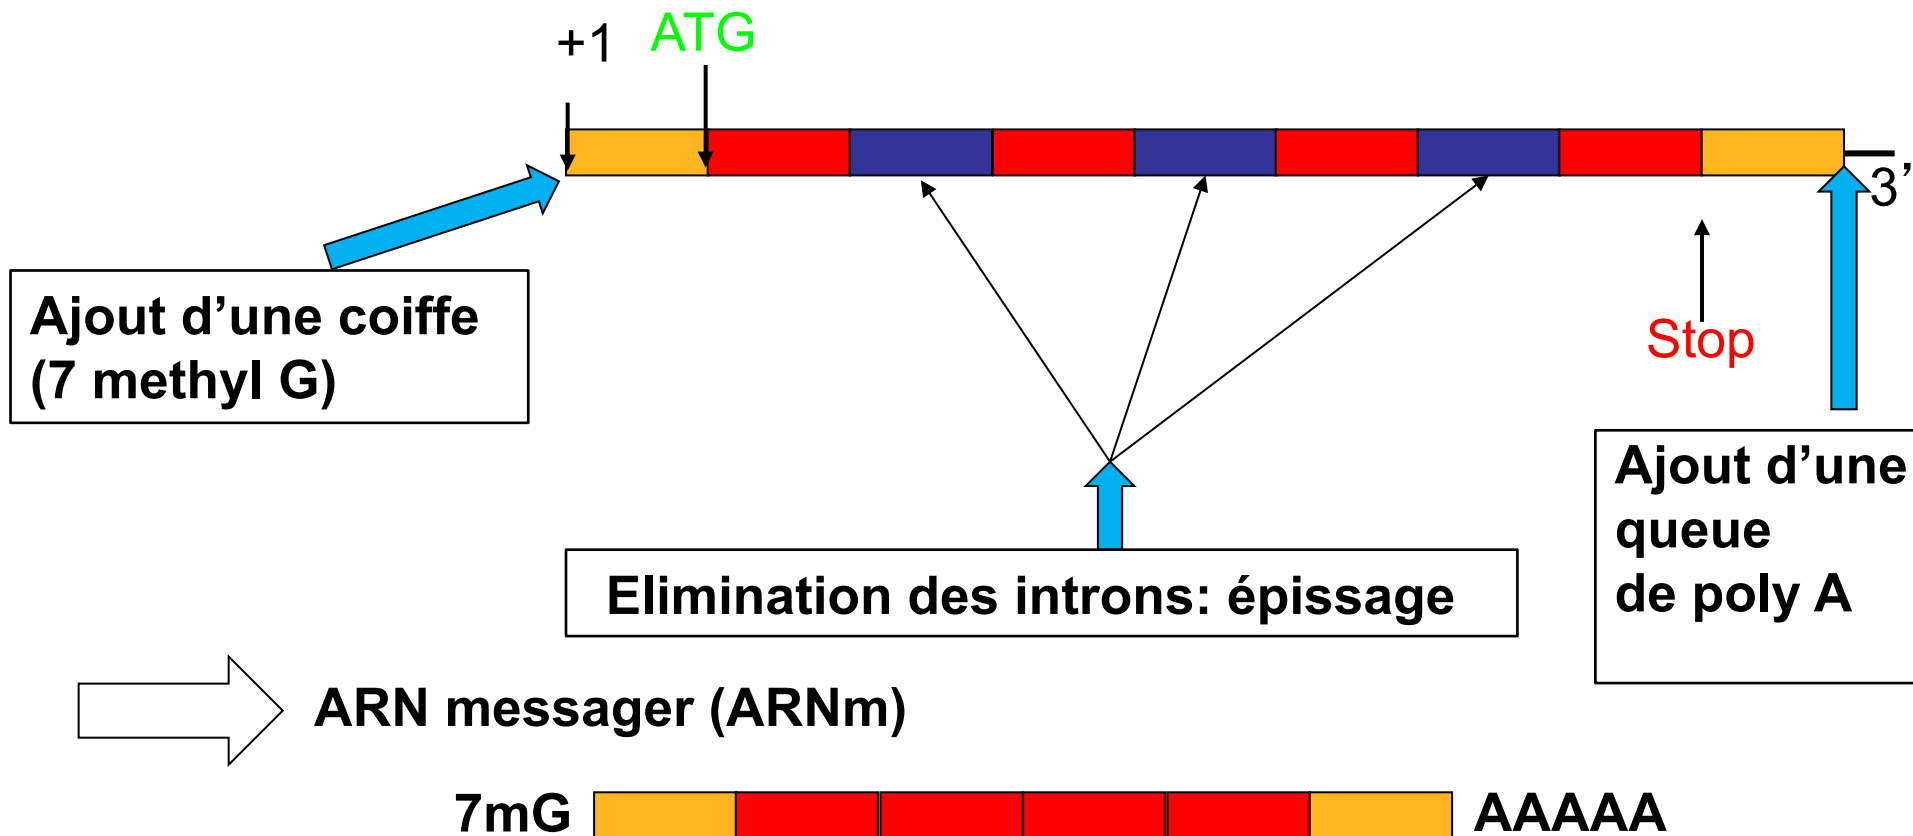 +1
ATG
3’
Ajout d’une coiffe
(7 methyl G)
Stop
Ajout d’une
queue
de poly A
Elimination des introns: épissage
ARN messager (ARNm)
7mG
AAAAA